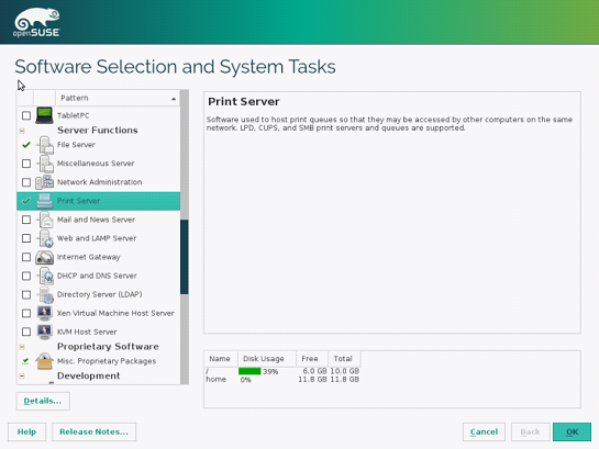 openSUSE
Software Selection and System Tasks
Pattern
TabletPC
Server Functions
File Server
Miscellaneous Server
Network Administration
Print Server
Mail and News Server
Web and LAMP Server
Internet Gateway
DHCP and DNS Server
Directory Server (LDAP)
Xen Virtual Machine Host Server
KVM Host Server
Proprietary Software
Misc. Proprietary Packages
Development
Details...
Print Server
Software used to host print queues so that they may be accessed by other computers on the same
network. LPD, CUPS, and SMB print servers and queues are supported.
Name Disk Usage Free Total
/ 39% 6.0 GB 10.0 GB
home 0% 11.8 GB 11.8 GB
Help Release Notes... Cancel Back OK